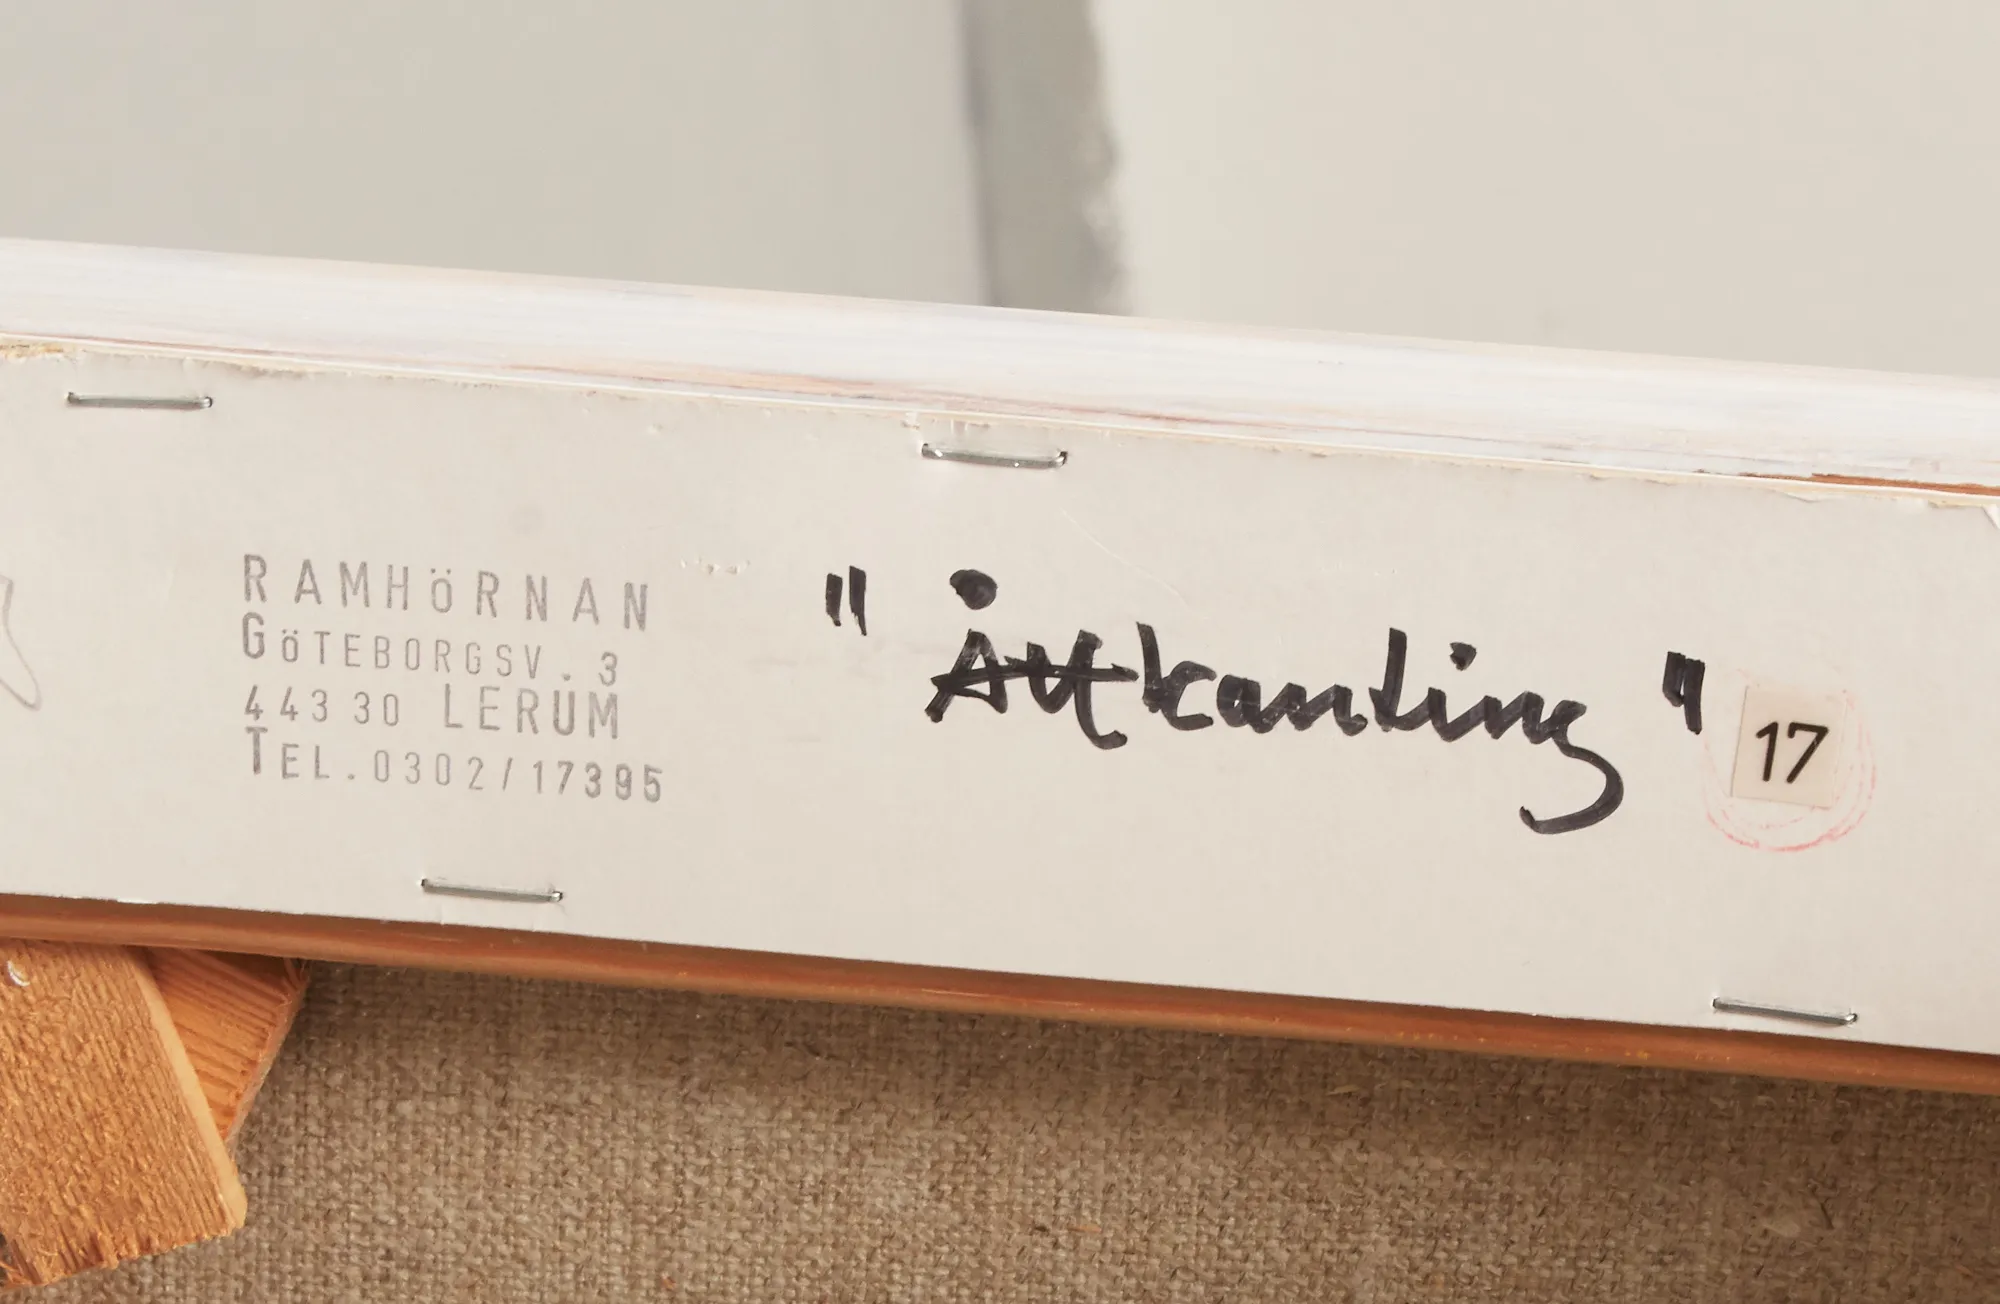 RAMHÖRNAN
GÖTEBORGSV. 3
443 30 LERUM
TEL. 0302/17395
"Åttkanting"
17